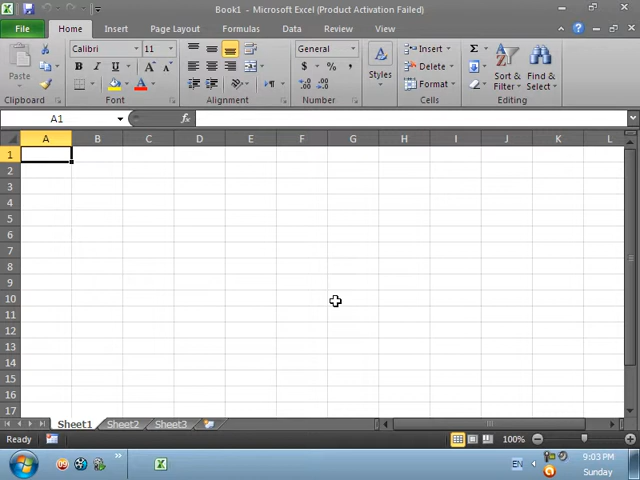 Book1 - Microsoft Excel (Product Activation Failed)
File Home Insert Page Layout Formulas Data Review View
Paste
Calibri 11
B I U
A A
A
General
$ % ,
Styles
Insert
Delete
Format
Σ
Sort & Filter
Find & Select
Clipboard Font Alignment Number Cells Editing
A1 fx
A B C D E F G H I J K L
1
2
3
4
5
6
7
8
9
10
11
12
13
14
15
16
17
Sheet1 Sheet2 Sheet3
Ready 100%
EN 9:03 PM
Sunday